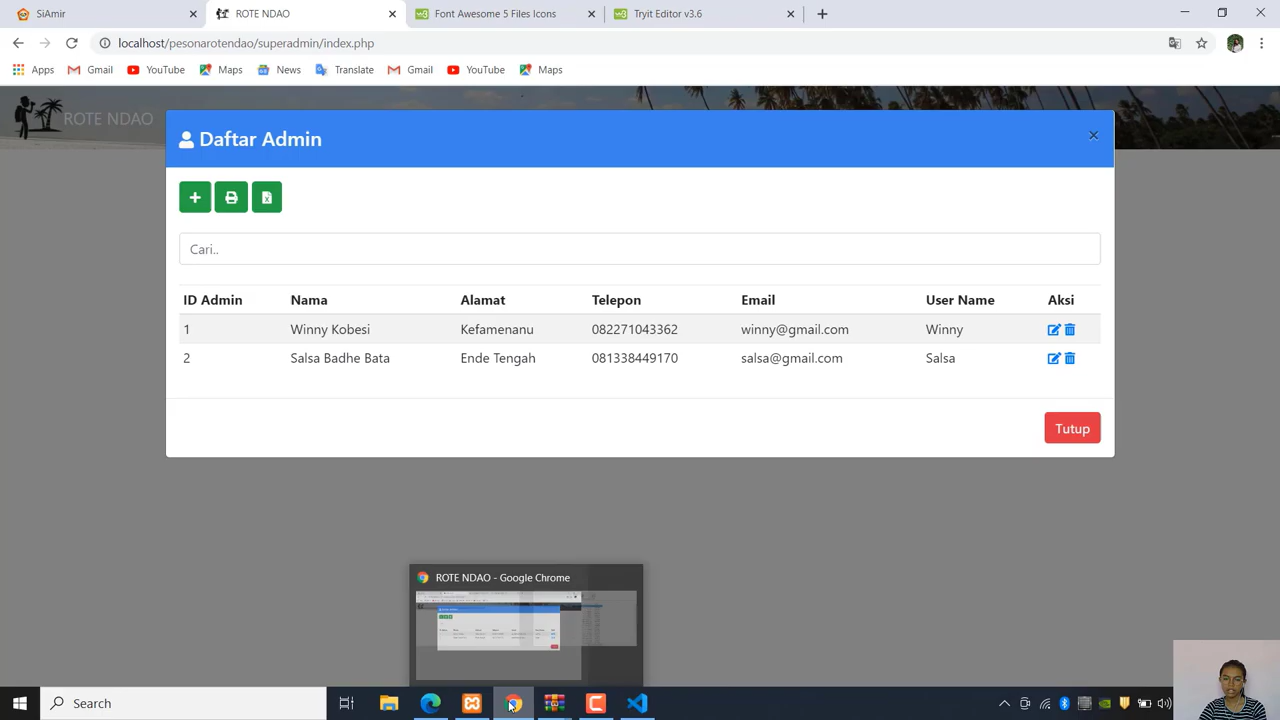 SiAmir
ROTE NDAO
Font Awesome 5 Files Icons
Tryit Editor v3.6
localhost/pesonarotendao/superadmin/index.php
Apps Gmail YouTube Maps News Translate Gmail YouTube Maps
ROTE NDAO
Daftar Admin
Cari..
ID Admin Nama Alamat Telepon Email User Name Aksi
1 Winny Kobesi Kefamenanu 082271043362 winny@gmail.com Winny
2 Salsa Badhe Bata Ende Tengah 081338449170 salsa@gmail.com Salsa
Tutup
ROTE NDAO - Google Chrome
Search